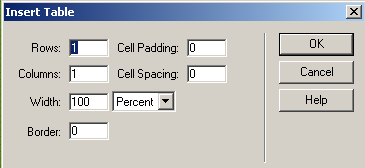 Insert Table
Rows: 1 Cell Padding: 0 OK
Columns: 1 Cell Spacing: 0 Cancel
Width: 100 Percent Help
Border: 0